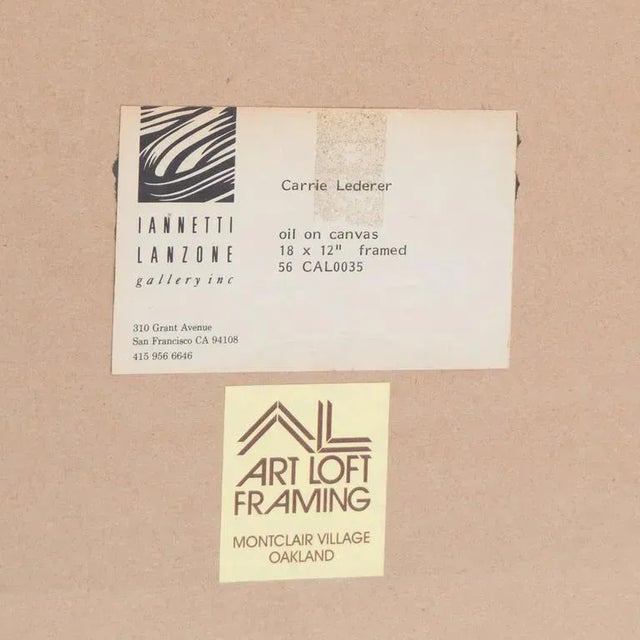 IANNETTI
LANZONE
gallery inc
Carrie Lederer
oil on canvas
18 x 12" framed
56 CAL0035
310 Grant Avenue
San Francisco CA 94108
415 956 6646
AL
ART LOFT
FRAMING
MONTCLAIR VILLAGE
OAKLAND